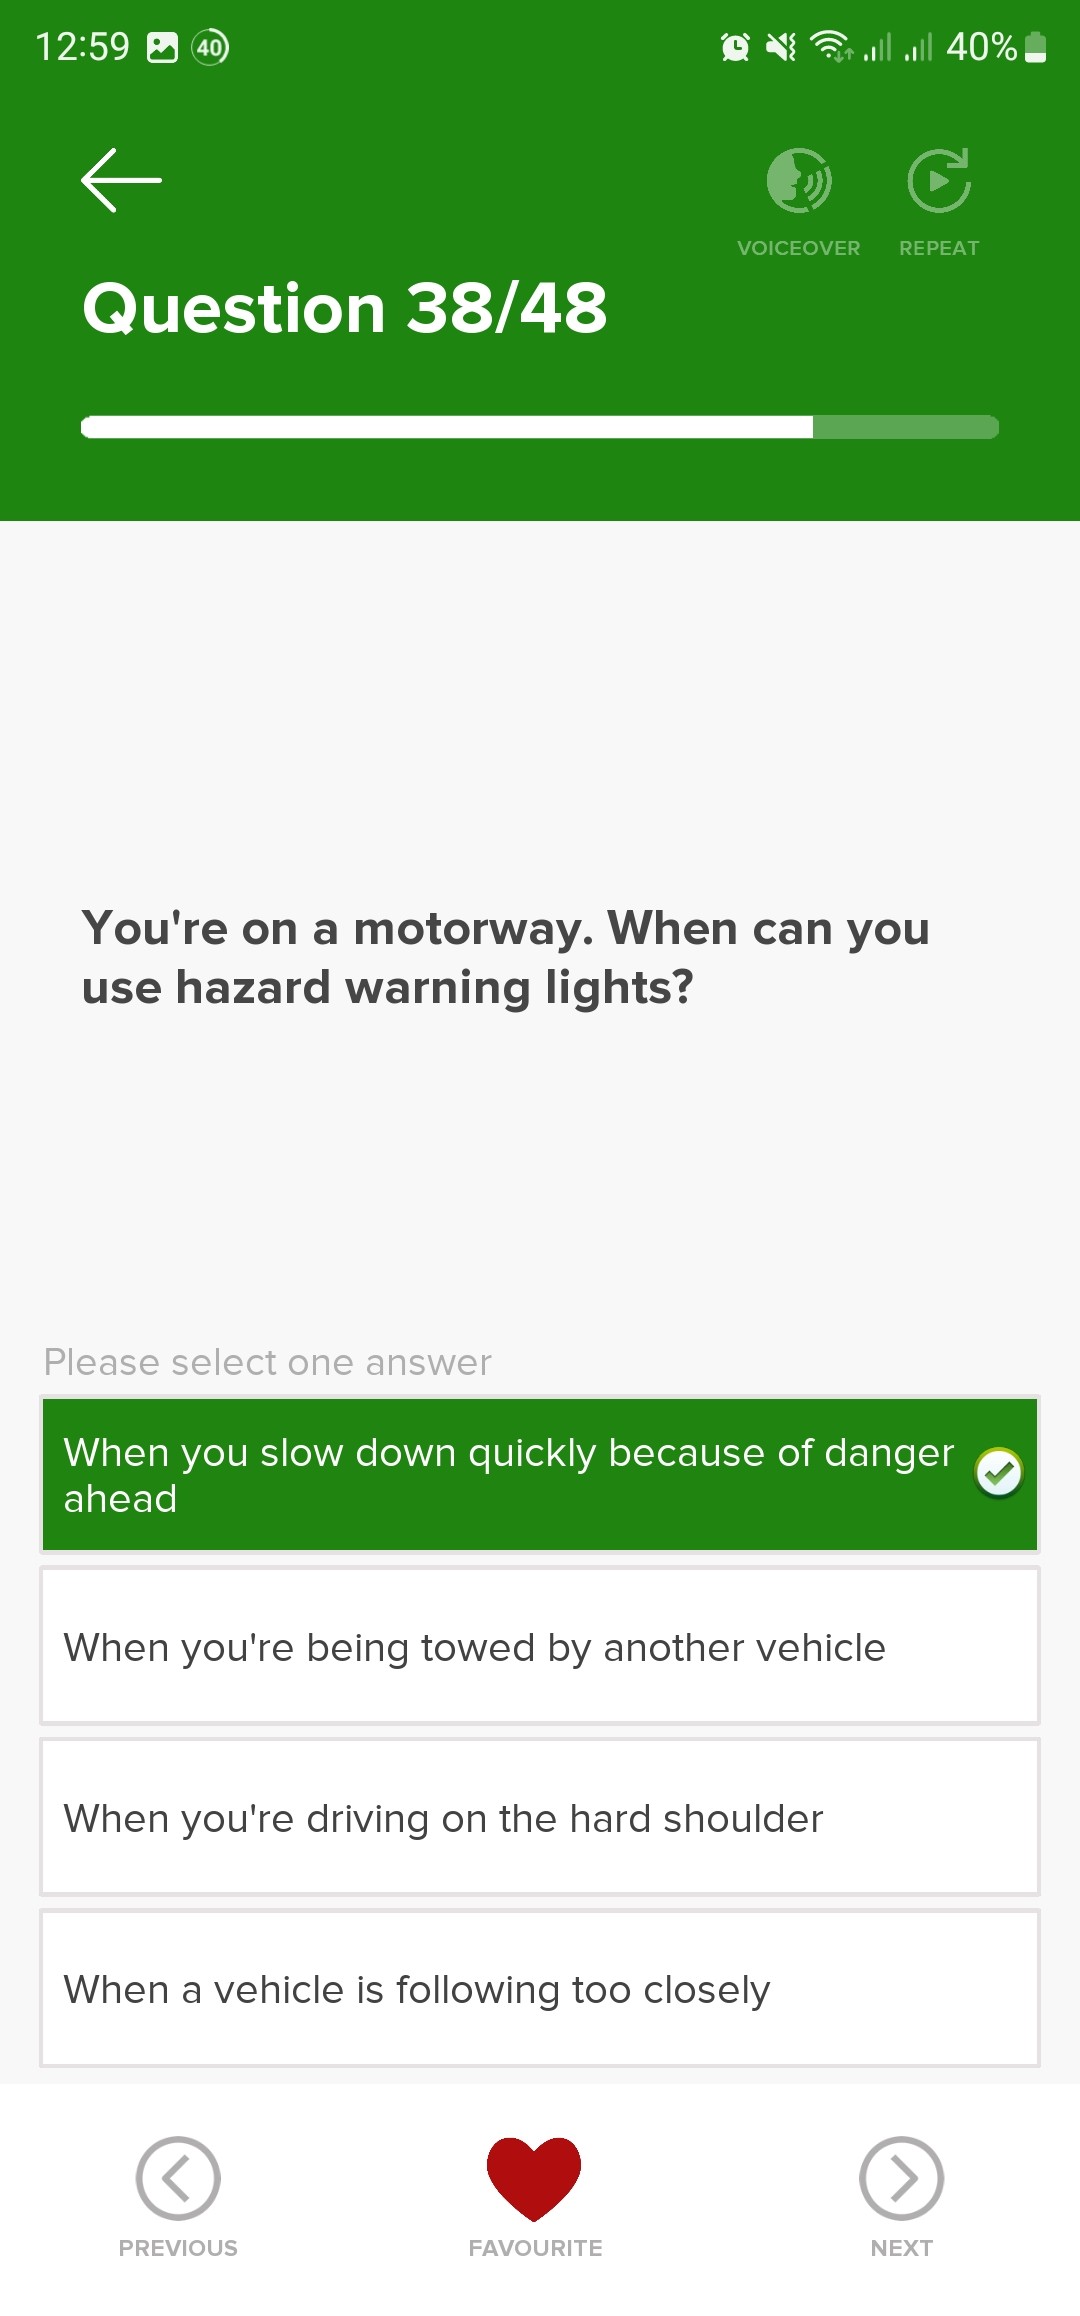 12:59 40 40%
VOICEOVER REPEAT
Question 38/48
You're on a motorway. When can you
use hazard warning lights?
Please select one answer
When you slow down quickly because of danger
ahead
When you're being towed by another vehicle
When you're driving on the hard shoulder
When a vehicle is following too closely
PREVIOUS FAVOURITE NEXT